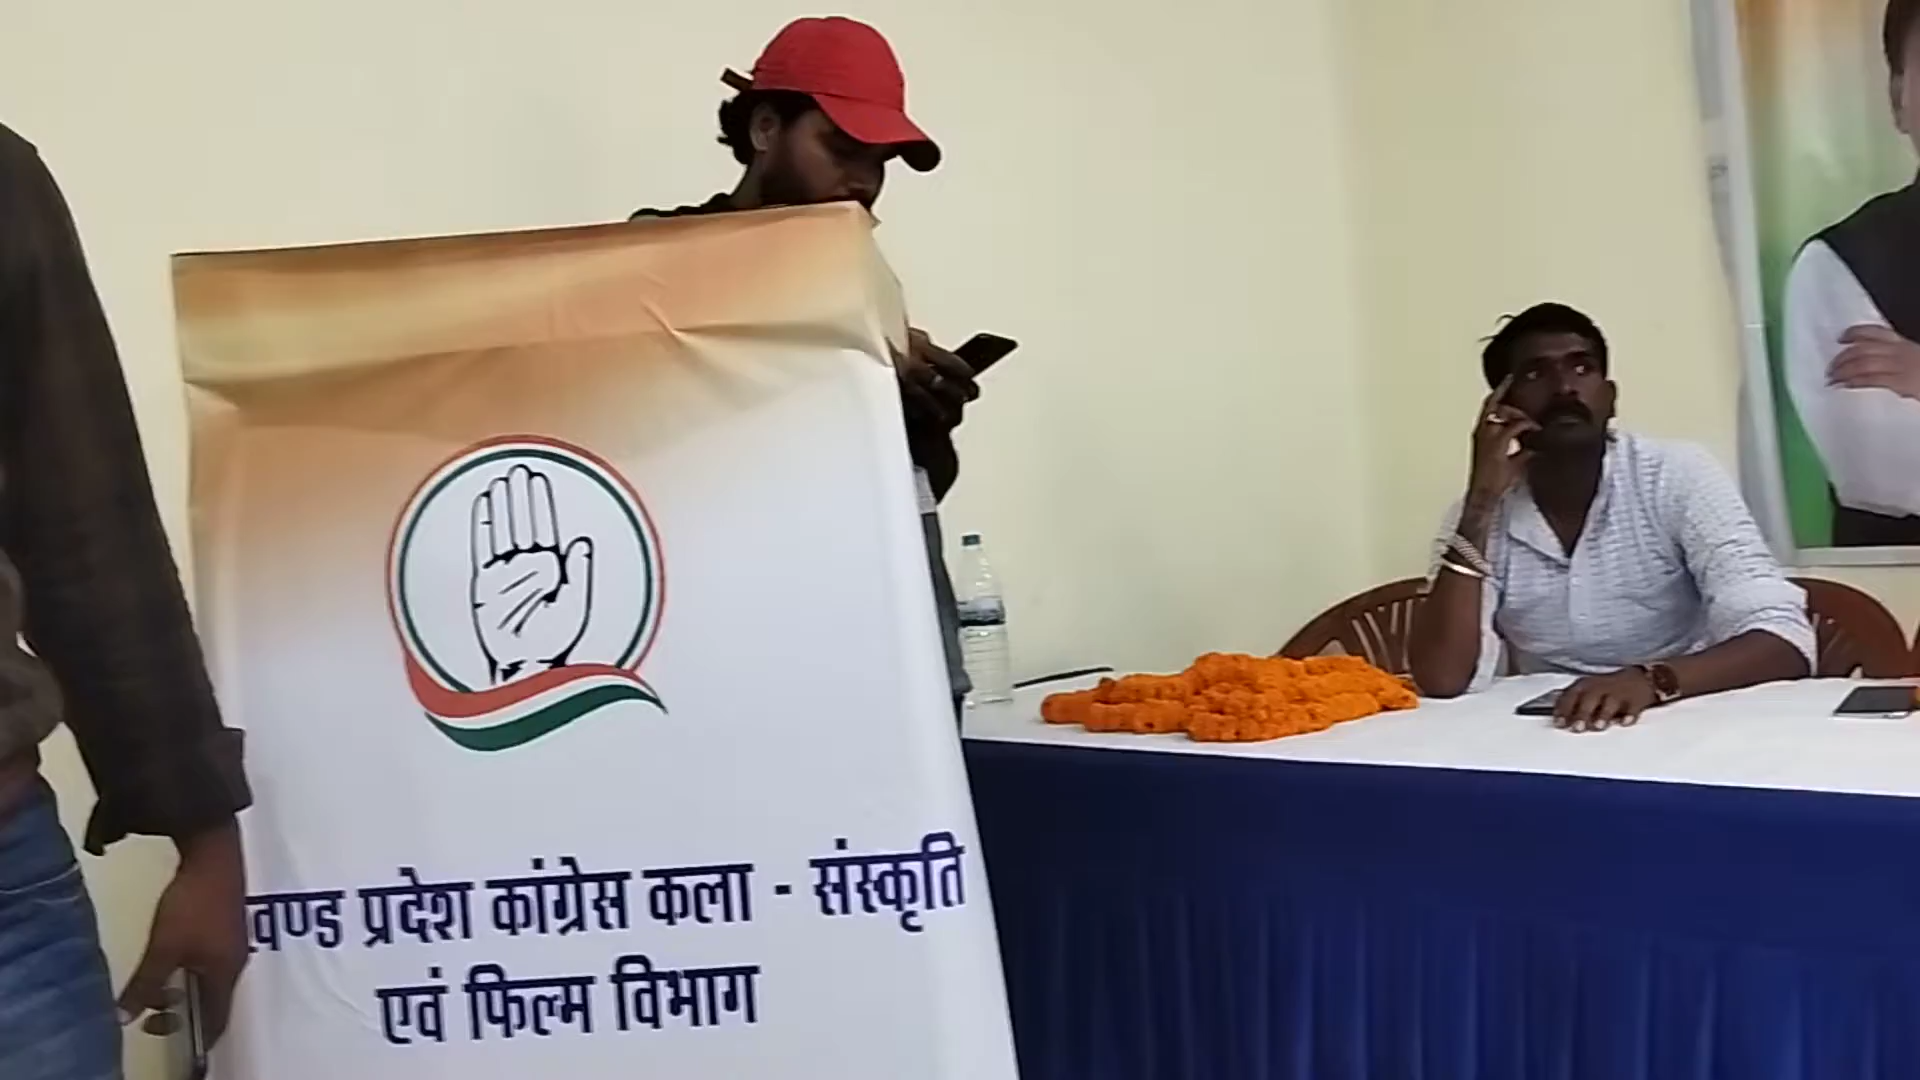 प्रदेश कांग्रेस कला - संस्कृति
एवं फिल्म विभाग